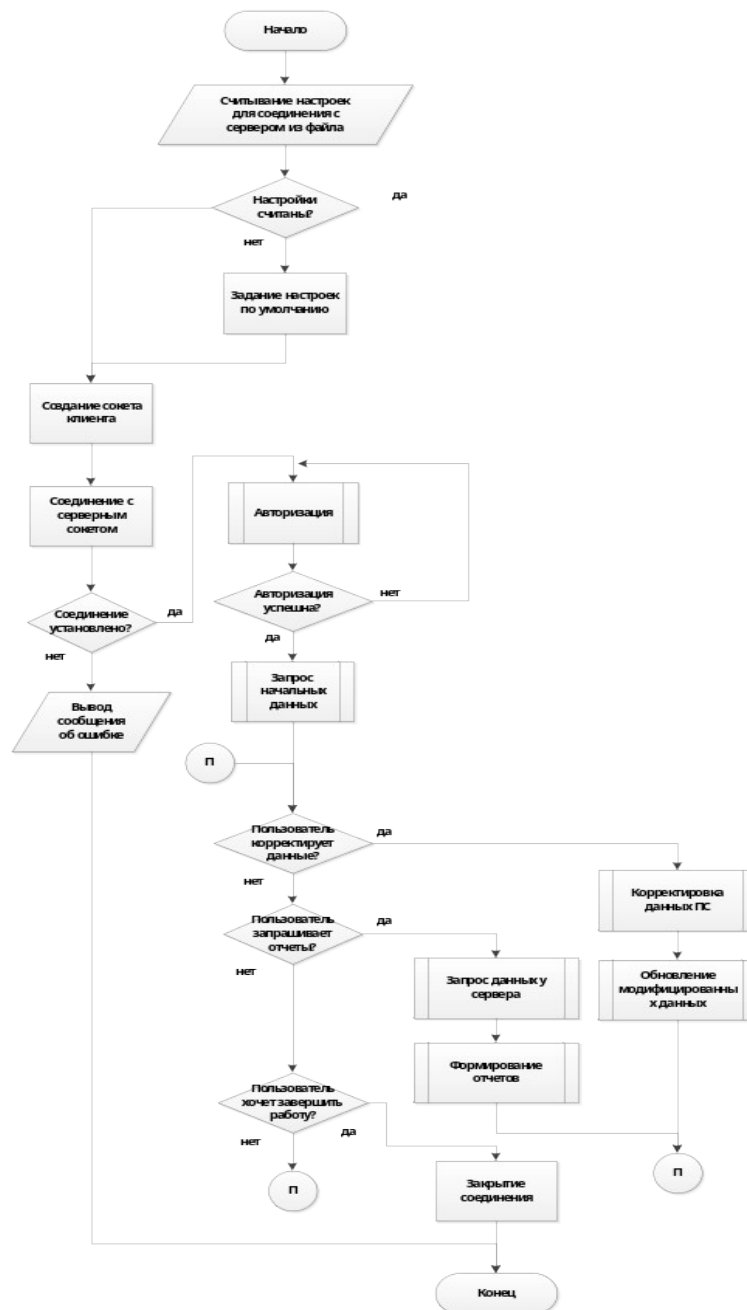 Начало
Считывание настроек
для соединения с
сервером из файла
Настройки
считаны?
да
нет
Задание настроек
по умолчанию
Создание сокета
клиента
Соединение с
серверным
сокетом
Авторизация
Соединение
установлено?
да
нет
Авторизация
успешна?
нет
да
Вывод
сообщения
об ошибке
Запрос
начальных
данных
П
Пользователь
корректирует
данные?
да
нет
Корректировка
данных ПС
Пользователь
запрашивает
отчеты?
да
нет
Запрос данных у
сервера
Обновление
модифицированны
х данных
Формирование
отчетов
Пользователь
хочет завершить
работу?
нет
да
П
Закрытие
соединения
П
Конец